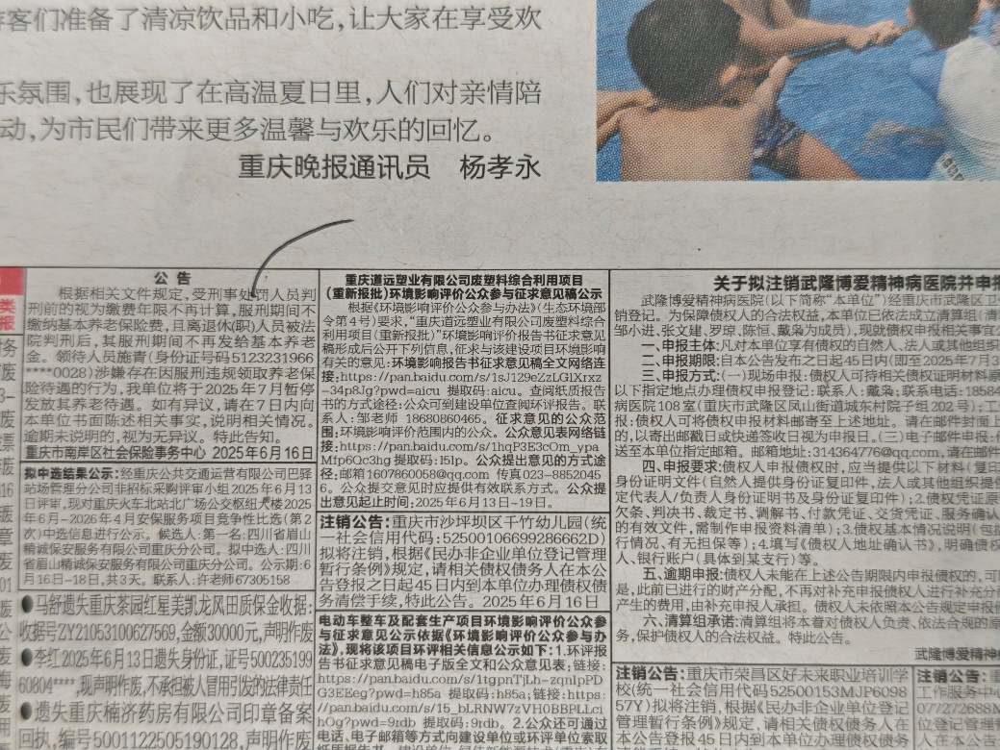 客们准备了清凉饮品和小吃,让大家在享受欢
乐氛围,也展现了在高温夏日里,人们对亲情陪
动,为市民们带来更多温馨与欢乐的回忆。
重庆晚报通讯员 杨孝永
公告
根据相关文件规定,受刑事处罚人员判
刑前的视为缴费年限不再计算,服刑期间不
缴纳基本养老保险费,且离退休(职)人员被法
院判刑后,其服刑期间不再发给基本养老
金。领待人员施青(身份证号码5123231966
****0028)涉嫌存在因服刑违规领取养老保
险待遇的行为,我单位将于2025年7月暂停
发放其养老待遇。如有异议,请在7日内向
本单位书面陈述相关事实,说明相关情况。
逾期未说明的,视为无异议。特此告知。
重庆市南岸区社会保险事务中心 2025年6月16日
拟中选结果公示:经重庆公共交通运营有限公司巴驿
站场管理分公司非招标采购评审小组2025年6月13
日评审,现对重庆火车北站北广场公交枢纽大楼2025
年6月-2026年4月安保服务项目竞争性比选(第2
次)中选信息进行公示。候选人:第一名:四川省眉山
精诚保安服务有限公司重庆分公司。拟中选人:四川
省眉山精诚保安服务有限公司重庆分公司。公示期:6
月16日-18日,共3天。联系人:许老师67305158
●马舒遗失重庆茶园红星美凯龙风田质保金收据:
收据号ZY21053100627569,金额30000元,声明作废
●李红2025年6月13日遗失身份证,证号500235199
60804****,现声明作废,不承担被人冒用引发的法律责任
●遗失重庆楠济药房有限公司印章备案
回执,编号5001122505190128,声明作废
重庆道远塑业有限公司废塑料综合利用项目
(重新报批)环境影响评价公众参与征求意见稿公示
根据《环境影响评价公众参与办法》(生态环境部
令第4号)要求,“重庆道远塑业有限公司废塑料综合
利用项目(重新报批)”环境影响评价报告书征求意见
稿形成后公开下列信息,征求与该建设项目环境影响
有关的意见:环境影响报告书征求意见稿全文网络连
接:https://pan.baidu.com/s/1sJ129eZzLGlXrxz
-34p8Jg?pwd=aicu 提取码:aicu。查阅纸质报告
书的方式途径:公众可到建设单位查阅环评报告。联
系人:邹老师 18680860465。征求意见的公众范
围:环境影响评价范围内的公众。公众意见表网络链
接:https://pan.baidu.com/s/1hqP3E3cOm_ypa
Mfp6Qc3hg 提取码:l5lp。公众提出意见的方式途
径:邮箱1607860058@qq.com 传真023-8852045
6。公众提交意见时应提供有效联系方式。公众提
出意见起止时间:2025年6月13日-19日。
注销公告:重庆市沙坪坝区千竹幼儿园(统
一社会信用代码:52500106699286662D)
拟将注销,根据《民办非企业单位登记管理
暂行条例》规定,请相关债权债务人在本公
告登报之日起45日内到本单位办理债权债
务清偿手续,特此公告。2025年6月16日
电动车整车及配套生产项目环境影响评价公众参
与征求意见公示依据《环境影响评价公众参与办
法》,现将该项目环评相关信息公示如下:1.环评报
告书征求意见稿电子版全文和公众意见表;链接:
https://pan.baidu.com/s/1tgpnTjLh-zqnlpPD
G3EEeg?pwd=h85a 提取码:h85a;链接:https:
//pan.baidu.com/s/15_bLRNW7zVH0BBPLLci
hOg?pwd=9rdb 提取码:9rdb。2.公众还可通过
电话、电子邮箱等方式向建设单位或环评单位索取
关于拟注销武隆博爱精神病医院并申报
武隆博爱精神病医院(以下简称“本单位”)经重庆市武隆区卫
销登记。为保障债权人的合法权益,本单位已依法成立清算组(清
邹小进,张文建、罗琼,陈恒、戴枭为成员),现就债权申报相关事宜公
一、申报主体:凡对本单位享有债权的自然人、法人或其他组织
二、申报期限:自本公告发布之日起45日内(即至2025年7月3
三、申报方式:(一)现场申报:债权人可持相关债权证明材料原
以下指定地点办理债权申报登记:联系人:戴枭;联系电话:18584
病医院108室(重庆市武隆区凤山街道城东村院子组202号);
报:债权人可将债权申报材料邮寄至上述地址。请在邮件封面上
的,以寄出邮戳日或快递签收日视为申报日。(三)电子邮件申报:
送至本单位指定邮箱。邮箱地址:314364776@qq.com,请在邮件
四、申报要求:债权人申报债权时,应当提供以下材料(复印
身份证明文件(自然人提供身份证复印件,法人或其他组织提供
定代表人/负责人身份证明书及身份证复印件);2.债权凭证原
欠条、判决书、裁定书、调解书、付款凭证、交货凭证、服务确认
的有效文件,需制作申报资料清单);3.债权基本情况说明(包括
行情况、有无担保等);4.填写《债权人地址确认书》,明确债权
人、银行账户(具体到某支行)等。
五、逾期申报:债权人未能在上述公告期限内申报债权的,可
是,此前已进行的财产分配,不再对补充申报债权人进行补充分
产生的费用,由补充申报人承担。债权人未依照本公告规定申报
六、清算组承诺:清算组将本着对债权人负责、依法合规的原
务,保护债权人的合法权益。特此公告。
武隆博爱精神
注销公告:重庆市荣昌区好未来职业培训学
校(统一社会信用代码52500153MJP6098
57Y)拟将注销,根据《民办非企业单位登记
管理暂行条例》规定,请相关债权债务人在
本公告登报之日起45日内到本单位办理债
注销公告:重
工作服务中
077272688M
位登记管理